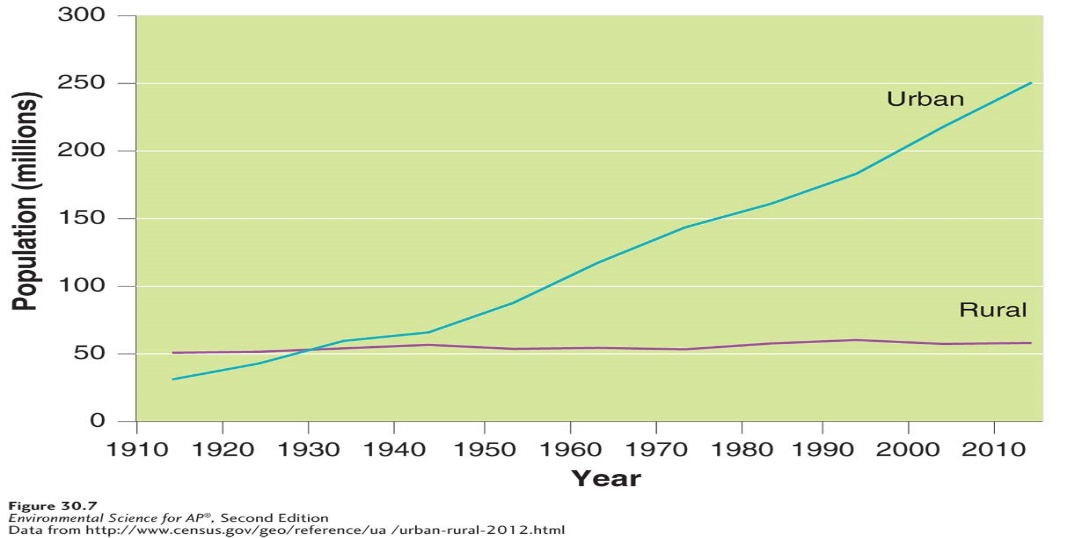 300
250
200
150
100
50
0
Population (millions)
Urban
Rural
1910 1920 1930 1940 1950 1960 1970 1980 1990 2000 2010
Year
Figure 30.7
Environmental Science for AP®, Second Edition
Data from http://www.census.gov/geo/reference/ua /urban-rural-2012.html